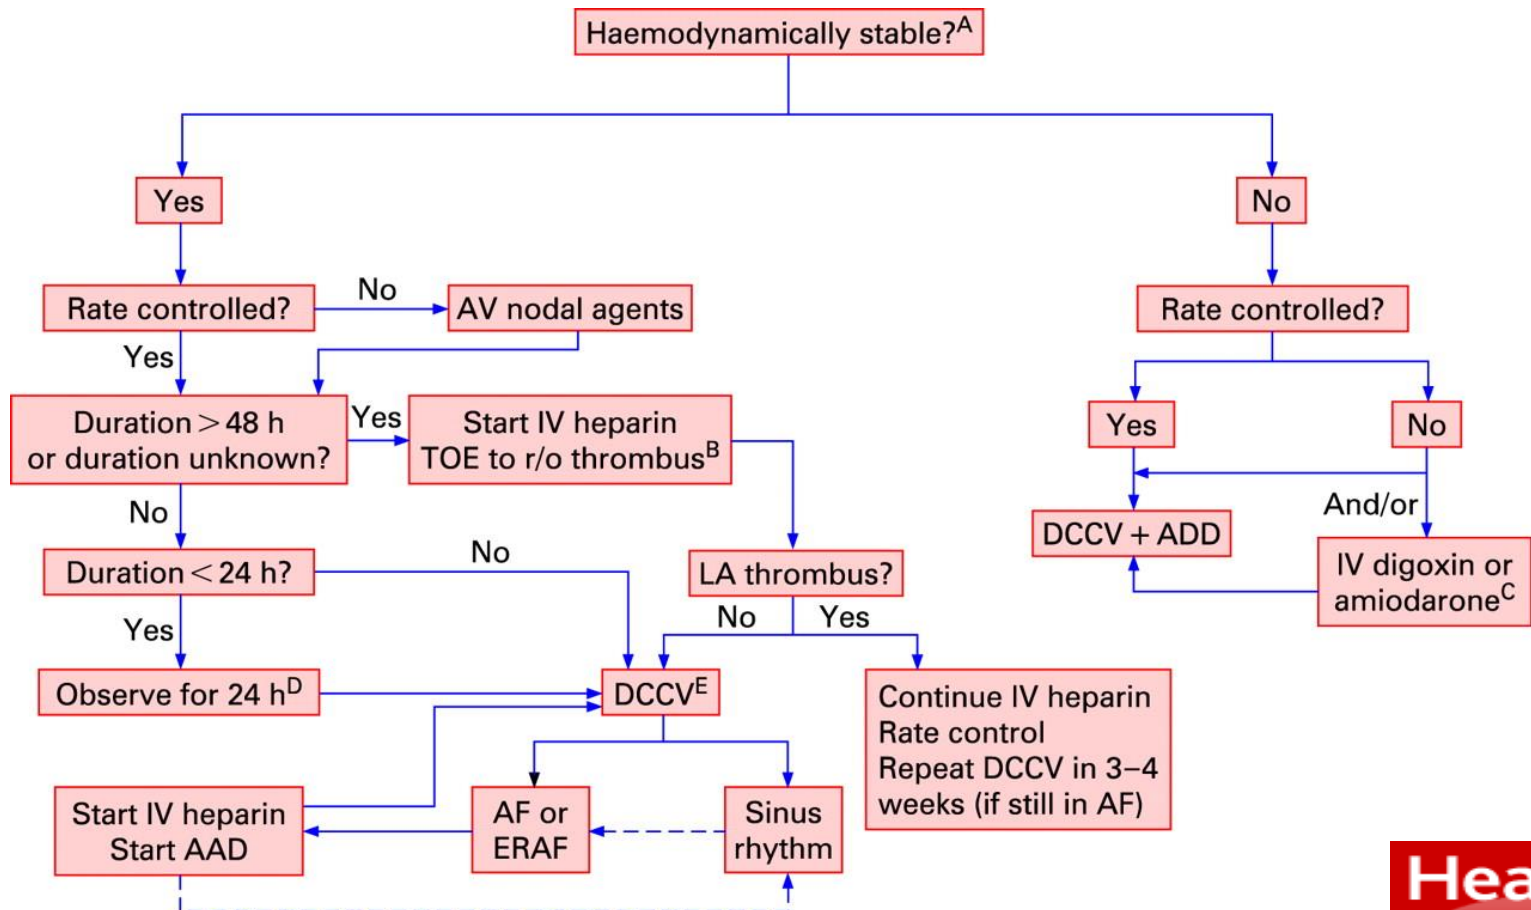 Haemodynamically stable?A
Yes
No
Rate controlled?
No
AV nodal agents
Rate controlled?
Yes
Duration > 48 h
or duration unknown?
Yes
Start IV heparin
TOE to r/o thrombusB
Yes
No
No
And/or
DCCV + ADD
IV digoxin or
amiodaroneC
Duration < 24 h?
No
LA thrombus?
Yes
No
Yes
Observe for 24 hD
DCCVE
Continue IV heparin
Rate control
Repeat DCCV in 3–4
weeks (if still in AF)
Start IV heparin
Start AAD
AF or
ERAF
Sinus
rhythm
Hea